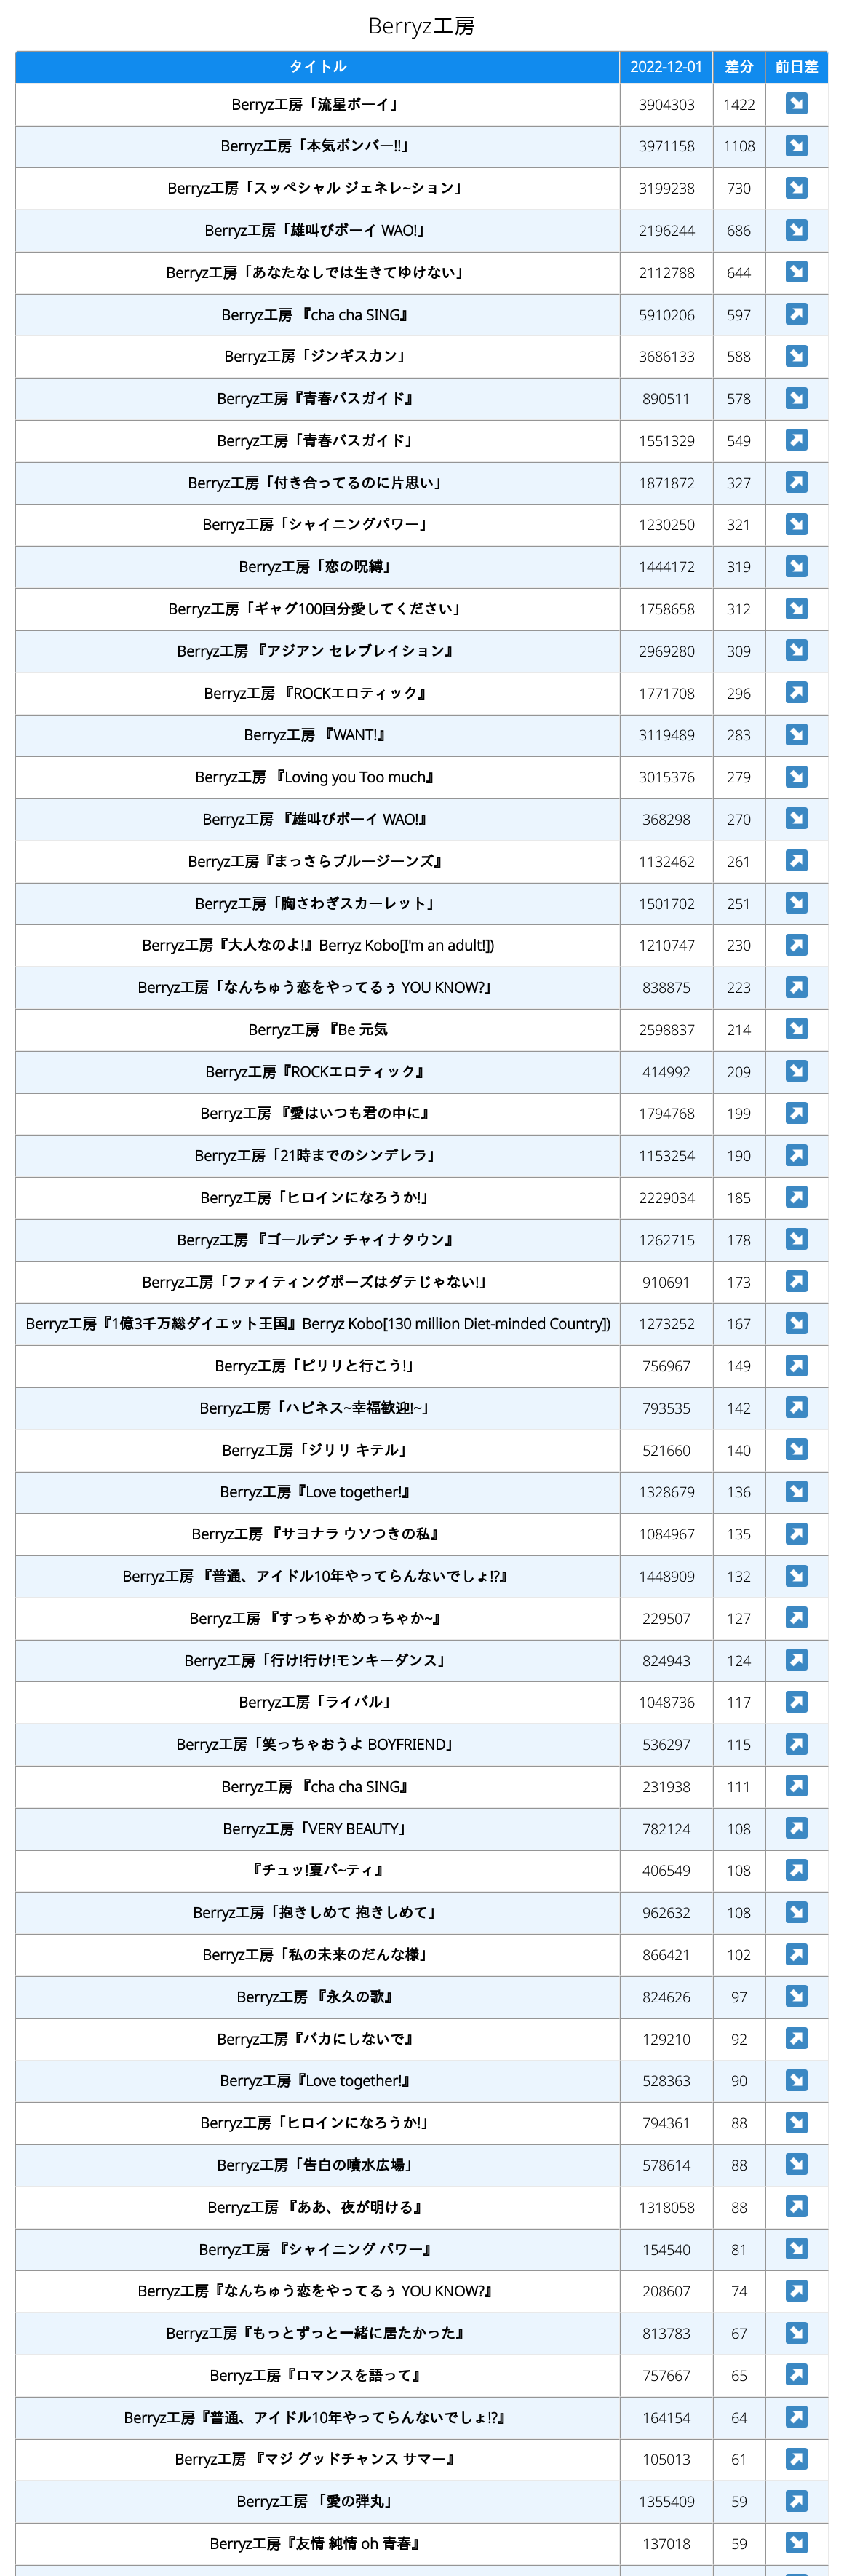 Berryz工房
タイトル 2022-12-01 差分 前日差
Berryz工房「流星ボーイ」 3904303 1422 ↘
Berryz工房「本気ボンバー!!」 3971158 1108 ↘
Berryz工房「スッペシャル ジェネレ~ション」 3199238 730 ↘
Berryz工房「雄叫びボーイ WAO!」 2196244 686 ↘
Berryz工房「あなたなしでは生きてゆけない」 2112788 644 ↘
Berryz工房 『cha cha SING』 5910206 597 ↗
Berryz工房「ジンギスカン」 3686133 588 ↘
Berryz工房『青春バスガイド』 890511 578 ↘
Berryz工房「青春バスガイド」 1551329 549 ↗
Berryz工房「付き合ってるのに片思い」 1871872 327 ↗
Berryz工房「シャイニングパワー」 1230250 321 ↘
Berryz工房「恋の呪縛」 1444172 319 ↘
Berryz工房「ギャグ100回分愛してください」 1758658 312 ↘
Berryz工房 『アジアン セレブレイション』 2969280 309 ↘
Berryz工房 『ROCKエロティック』 1771708 296 ↗
Berryz工房 『WANT!』 3119489 283 ↘
Berryz工房 『Loving you Too much』 3015376 279 ↘
Berryz工房 『雄叫びボーイ WAO!』 368298 270 ↘
Berryz工房『まっさらブルージーンズ』 1132462 261 ↗
Berryz工房「胸さわぎスカーレット」 1501702 251 ↘
Berryz工房『大人なのよ!』Berryz Kobo[I'm an adult!]) 1210747 230 ↗
Berryz工房「なんちゅう恋をやってるぅ YOU KNOW?」 838875 223 ↗
Berryz工房 『Be 元気 2598837 214 ↘
Berryz工房『ROCKエロティック』 414992 209 ↘
Berryz工房 『愛はいつも君の中に』 1794768 199 ↗
Berryz工房「21時までのシンデレラ」 1153254 190 ↗
Berryz工房「ヒロインになろうか!」 2229034 185 ↗
Berryz工房 『ゴールデン チャイナタウン』 1262715 178 ↘
Berryz工房「ファイティングポーズはダテじゃない!」 910691 173 ↗
Berryz工房『1億3千万総ダイエット王国』Berryz Kobo[130 million Diet-minded Country]) 1273252 167 ↘
Berryz工房「ピリリと行こう!」 756967 149 ↗
Berryz工房「ハピネス~幸福歓迎!~」 793535 142 ↗
Berryz工房「ジリリ キテル」 521660 140 ↘
Berryz工房『Love together!』 1328679 136 ↘
Berryz工房 『サヨナラ ウソつきの私』 1084967 135 ↗
Berryz工房 『普通、アイドル10年やってらんないでしょ!?』 1448909 132 ↘
Berryz工房 『すっちゃかめっちゃか~』 229507 127 ↗
Berryz工房「行け!行け!モンキーダンス」 824943 124 ↗
Berryz工房「ライバル」 1048736 117 ↗
Berryz工房「笑っちゃおうよ BOYFRIEND」 536297 115 ↗
Berryz工房 『cha cha SING』 231938 111 ↗
Berryz工房「VERY BEAUTY」 782124 108 ↗
『チュッ!夏パ~ティ』 406549 108 ↗
Berryz工房「抱きしめて 抱きしめて」 962632 108 ↘
Berryz工房「私の未来のだんな様」 866421 102 ↗
Berryz工房 『永久の歌』 824626 97 ↘
Berryz工房『バカにしないで』 129210 92 ↗
Berryz工房『Love together!』 528363 90 ↘
Berryz工房「ヒロインになろうか!」 794361 88 ↘
Berryz工房「告白の噴水広場」 578614 88 ↘
Berryz工房 『ああ、夜が明ける』 1318058 88 ↗
Berryz工房 『シャイニング パワー』 154540 81 ↘
Berryz工房『なんちゅう恋をやってるぅ YOU KNOW?』 208607 74 ↗
Berryz工房『もっとずっと一緒に居たかった』 813783 67 ↘
Berryz工房『ロマンスを語って』 757667 65 ↗
Berryz工房『普通、アイドル10年やってらんないでしょ!?』 164154 64 ↗
Berryz工房 『マジ グッドチャンス サマー』 105013 61 ↗
Berryz工房 「愛の弾丸」 1355409 59 ↗
Berryz工房『友情 純情 oh 青春』 137018 59 ↘